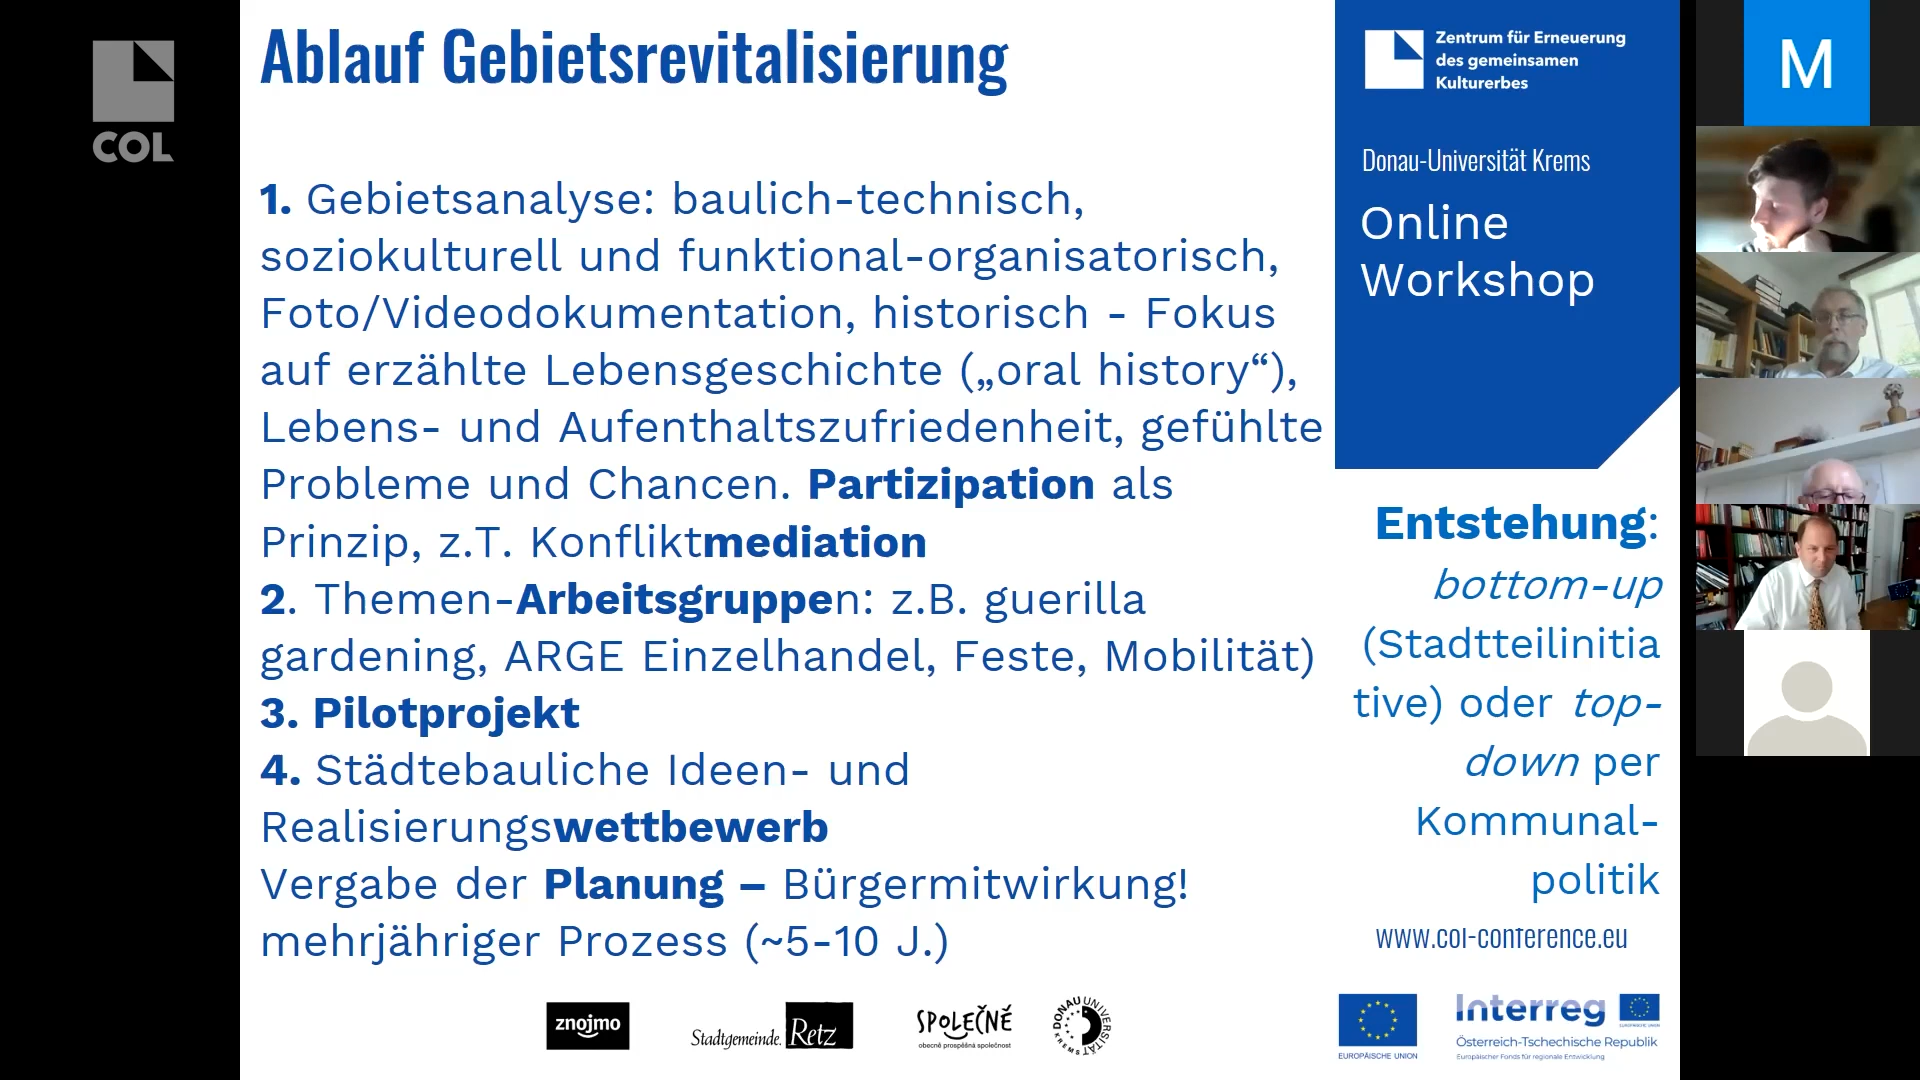 COL
Ablauf Gebietsrevitalisierung
1. Gebietsanalyse: baulich-technisch,
soziokulturell und funktional-organisatorisch,
Foto/Videodokumentation, historisch - Fokus
auf erzählte Lebensgeschichte („oral history“),
Lebens- und Aufenthaltszufriedenheit, gefühlte
Probleme und Chancen. Partizipation als
Prinzip, z.T. Konfliktmediation
2. Themen-Arbeitsgruppen: z.B. guerilla
gardening, ARGE Einzelhandel, Feste, Mobilität)
3. Pilotprojekt
4. Städtebauliche Ideen- und
Realisierungswettbewerb
Vergabe der Planung – Bürgermitwirkung!
mehrjähriger Prozess (~5-10 J.)
Zentrum für Erneuerung
des gemeinsamen
Kulturerbes
Donau-Universität Krems
Online
Workshop
Entstehung:
bottom-up
(Stadtteilinitia
tive) oder top-
down per
Kommunal-
politik
www.col-conference.eu
znojmo
Stadtgemeinde. Retz
SPOLEČNĚ
obecně prospěšná společnost
DONAU UNIVERSITÄT KREMS
EUROPÄISCHE UNION
Interreg
EUROPÄISCHE UNION
Österreich-Tschechische Republik
Europäischer Fonds für regionale Entwicklung
M